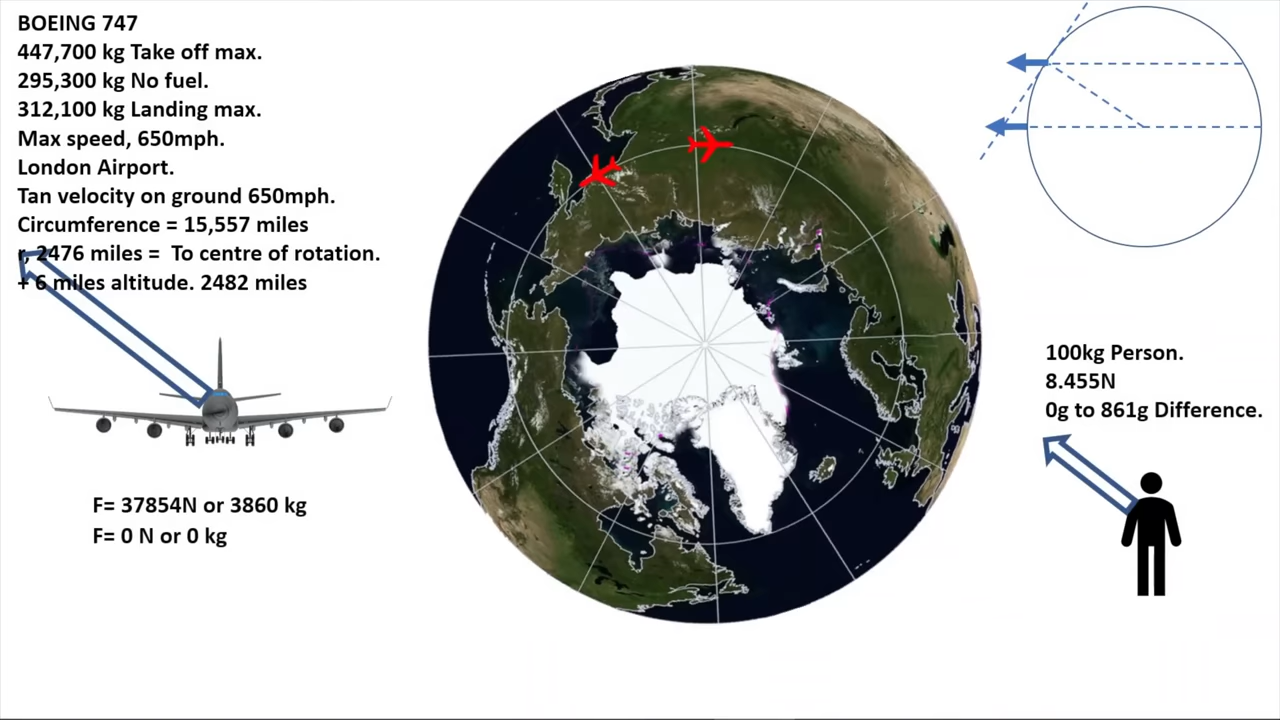 BOEING 747
447,700 kg Take off max.
295,300 kg No fuel.
312,100 kg Landing max.
Max speed, 650mph.
London Airport.
Tan velocity on ground 650mph.
Circumference = 15,557 miles
r, 2476 miles =  To centre of rotation.
+ 6 miles altitude. 2482 miles
100kg Person.
8.455N
0g to 861g Difference.
F= 37854N or 3860 kg
F= 0 N or 0 kg